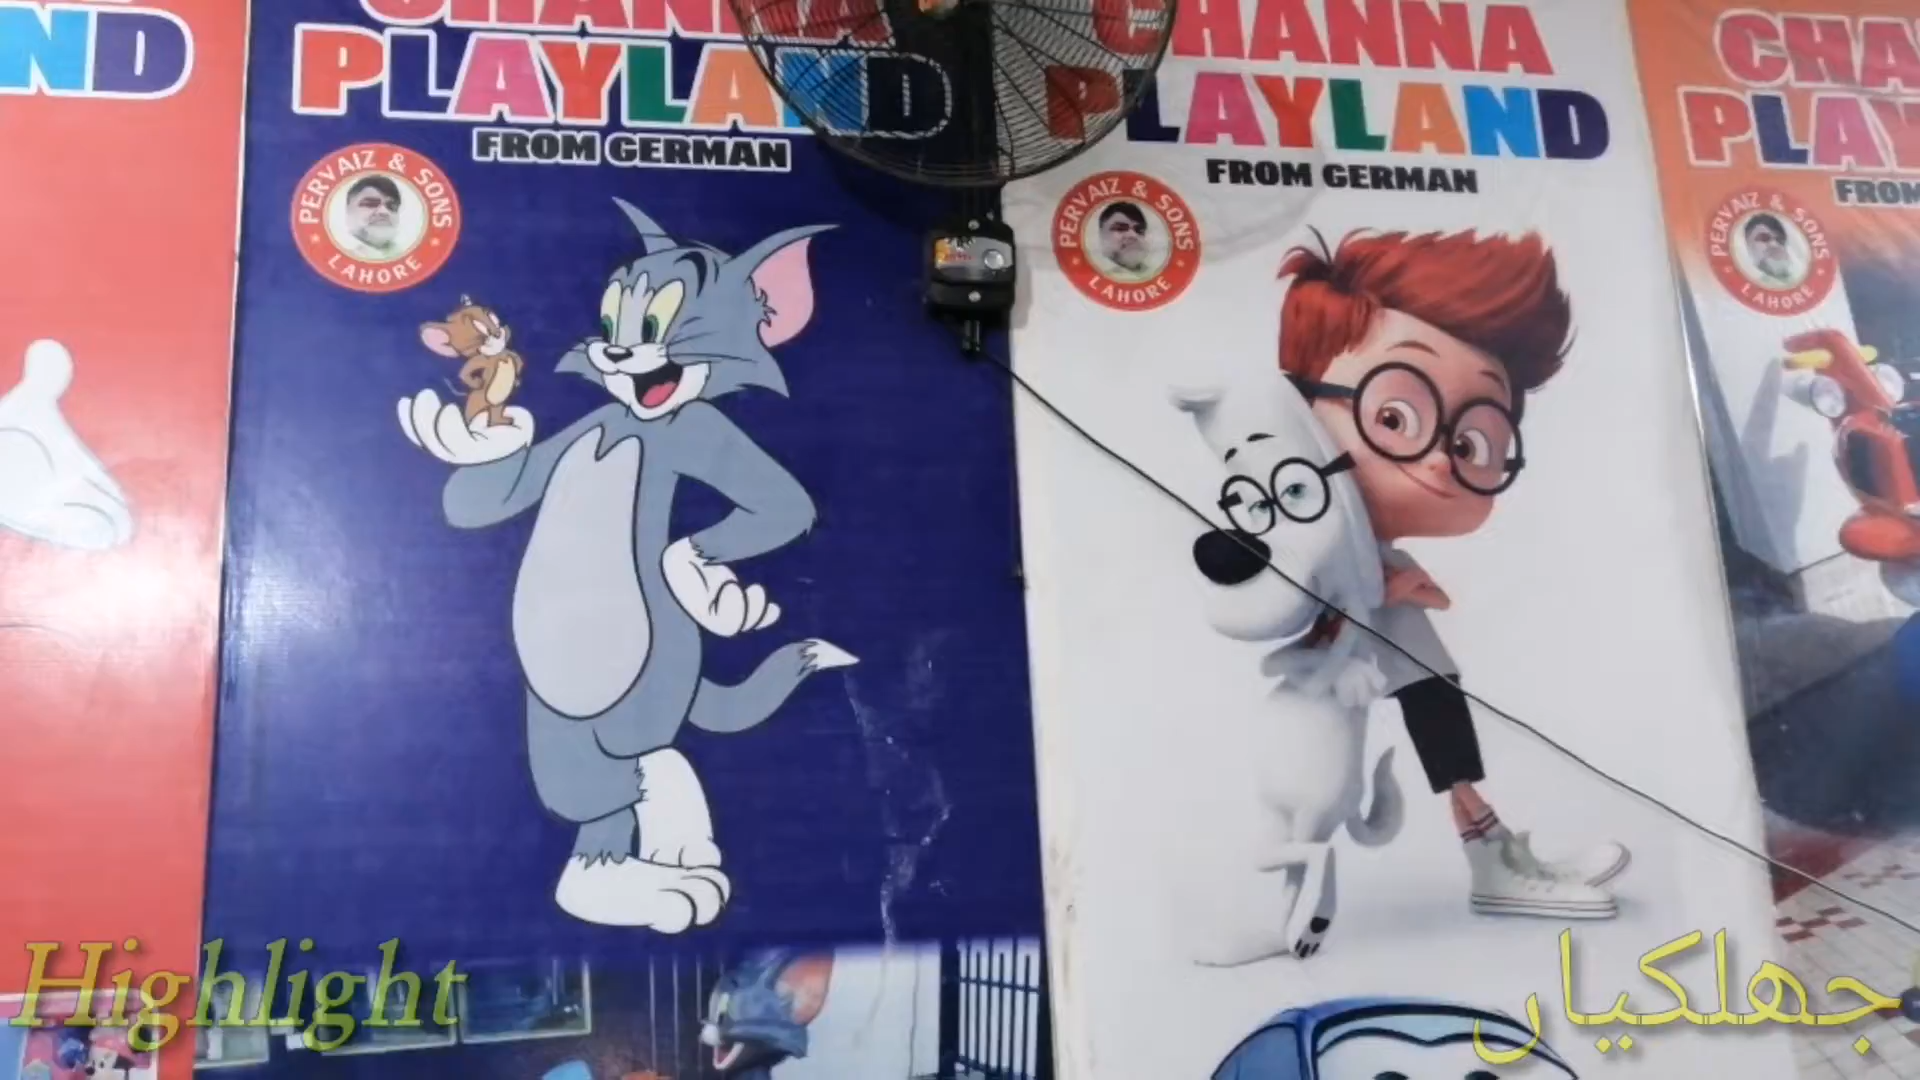 ND
CHANNA
PLAYLAND
FROM GERMAN
PERVAIZ & SONS
LAHORE
CHANNA
PLAYLAND
FROM GERMAN
PERVAIZ & SONS
LAHORE
CHA
PLAY
FROM
PERVAIZ & SONS
LAHORE
Highlight
جھلکیاں